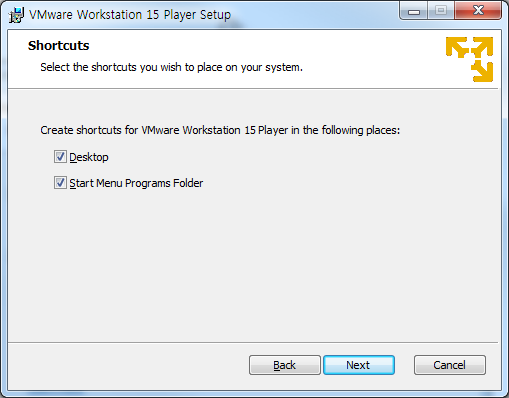 VMware Workstation 15 Player Setup
Shortcuts
Select the shortcuts you wish to place on your system.
Create shortcuts for VMware Workstation 15 Player in the following places:
Desktop
Start Menu Programs Folder
Back Next Cancel